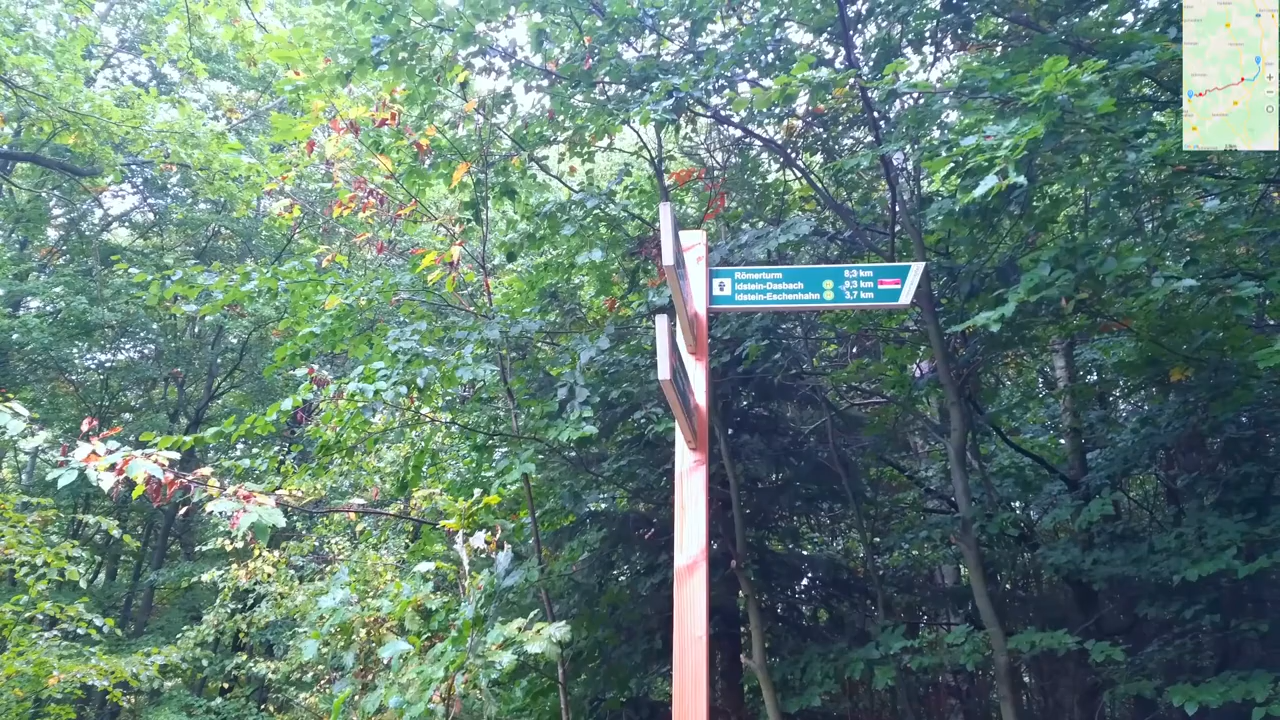 Römerturm 8,3 km
Idstein-Dasbach 9,3 km
Idstein-Eschenhahn 3,7 km